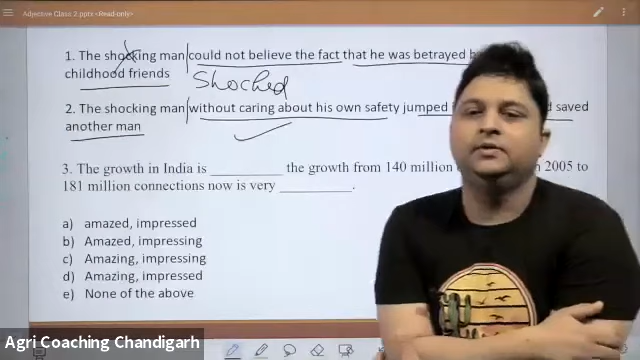 Adjective Class 2.pptx • Read-only
1. The shocking man could not believe the fact that he was betrayed
childhood friends
Shocked
2. The shocking man without caring about his own safety jumped saved
another man
3. The growth in India is ________ the growth from 140 million 2005 to
181 million connections now is very ________.
a) amazed, impressed
b) Amazed, impressing
c) Amazing, impressing
d) Amazing, impressed
e) None of the above
Agri Coaching Chandigarh